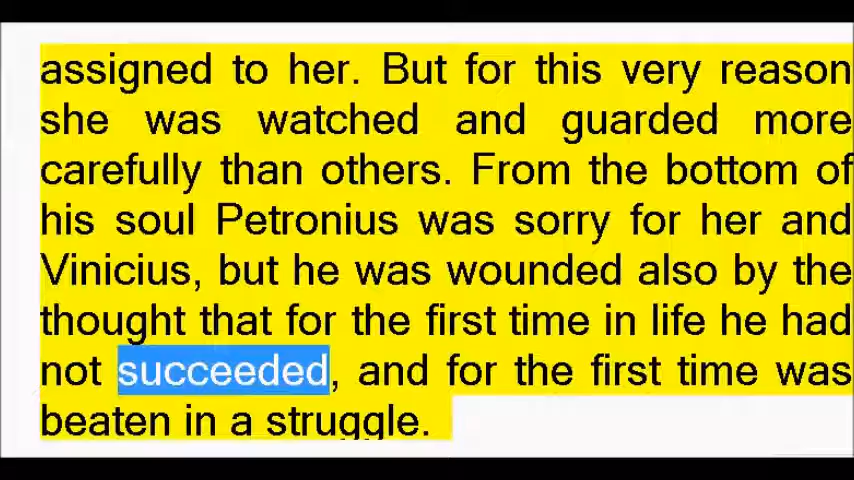 assigned to her. But for this very reason
she was watched and guarded more
carefully than others. From the bottom of
his soul Petronius was sorry for her and
Vinicius, but he was wounded also by the
thought that for the first time in life he had
not succeeded, and for the first time was
beaten in a struggle.